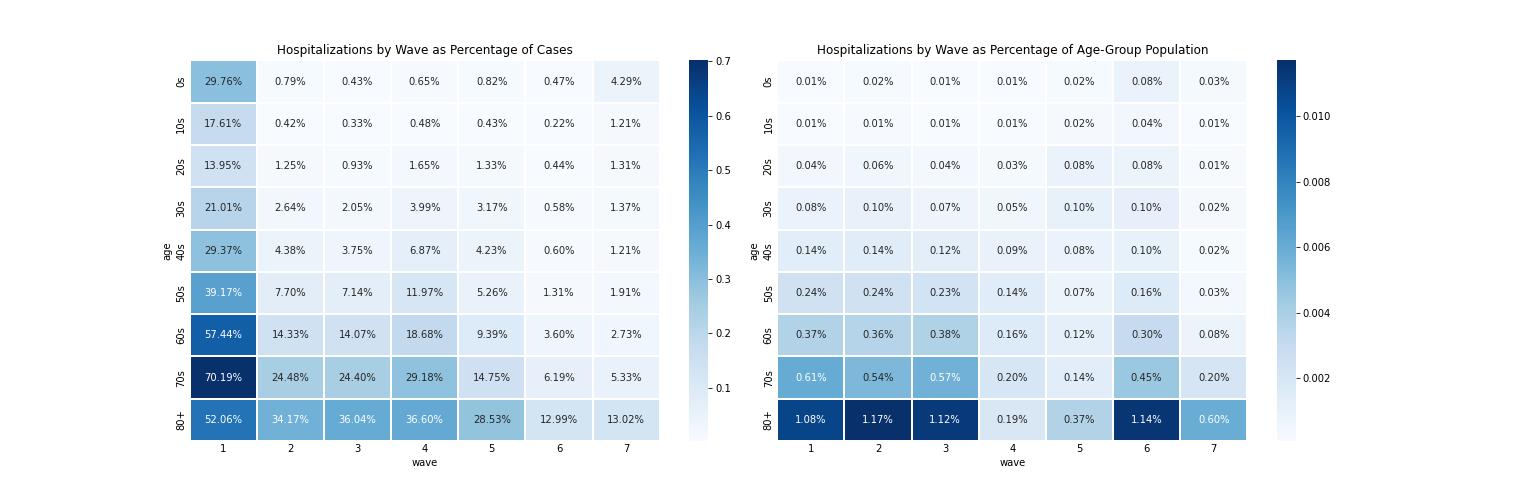 Hospitalizations by Wave as Percentage of Cases
0s 29.76% 0.79% 0.43% 0.65% 0.82% 0.47% 4.29%
10s 17.61% 0.42% 0.33% 0.48% 0.43% 0.22% 1.21%
20s 13.95% 1.25% 0.93% 1.65% 1.33% 0.44% 1.31%
30s 21.01% 2.64% 2.05% 3.99% 3.17% 0.58% 1.37%
age
40s 29.37% 4.38% 3.75% 6.87% 4.23% 0.60% 1.21%
50s 39.17% 7.70% 7.14% 11.97% 5.26% 1.31% 1.91%
60s 57.44% 14.33% 14.07% 18.68% 9.39% 3.60% 2.73%
70s 70.19% 24.48% 24.40% 29.18% 14.75% 6.19% 5.33%
80+ 52.06% 34.17% 36.04% 36.60% 28.53% 12.99% 13.02%
1 2 3 4 5 6 7
wave
0.7
0.6
0.5
0.4
0.3
0.2
0.1
Hospitalizations by Wave as Percentage of Age-Group Population
0s 0.01% 0.02% 0.01% 0.01% 0.02% 0.08% 0.03%
10s 0.01% 0.01% 0.01% 0.01% 0.02% 0.04% 0.01%
20s 0.04% 0.06% 0.04% 0.03% 0.08% 0.08% 0.01%
30s 0.08% 0.10% 0.07% 0.05% 0.10% 0.10% 0.02%
age
40s 0.14% 0.14% 0.12% 0.09% 0.08% 0.10% 0.02%
50s 0.24% 0.24% 0.23% 0.14% 0.07% 0.16% 0.03%
60s 0.37% 0.36% 0.38% 0.16% 0.12% 0.30% 0.08%
70s 0.61% 0.54% 0.57% 0.20% 0.14% 0.45% 0.20%
80+ 1.08% 1.17% 1.12% 0.19% 0.37% 1.14% 0.60%
1 2 3 4 5 6 7
wave
0.010
0.008
0.006
0.004
0.002